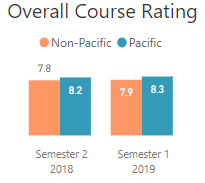 Overall Course Rating
Non-Pacific Pacific
7.8
8.2
7.9
8.3
Semester 2
2018
Semester 1
2019